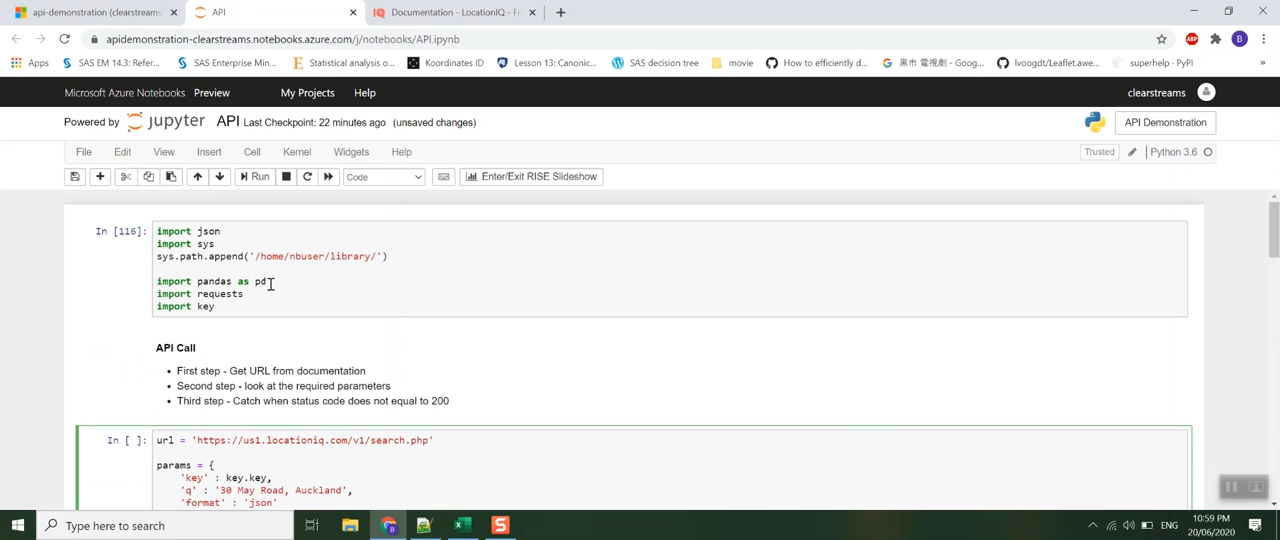 api-demonstration (clearstreams)
API
Documentation - LocationIQ - Fr
apidemonstration-clearstreams.notebooks.azure.com/j/notebooks/API.ipynb
ABP
B
Apps
SAS EM 14.3: Refer...
SAS Enterprise Min...
Statistical analysis o...
Koordinates ID
Lesson 13: Canonic...
SAS decision tree
movie
How to efficiently d...
黑市 電視劇 - Goog...
lvoogdt/Leaflet.awe...
superhelp · PyPI
Microsoft Azure Notebooks
Preview
My Projects
Help
clearstreams
Powered by
jupyter
API Last Checkpoint: 22 minutes ago (unsaved changes)
API Demonstration
File
Edit
View
Insert
Cell
Kernel
Widgets
Help
Trusted
Python 3.6
Run
Code
Enter/Exit RISE Slideshow
In [116]:
import json
import sys
sys.path.append('/home/nbuser/library/')
import pandas as pd
import requests
import key
API Call
First step - Get URL from documentation
Second step - look at the required parameters
Third step - Catch when status code does not equal to 200
In [ ]:
url = 'https://us1.locationiq.com/v1/search.php'
params = {
'key' : key.key,
'q' : '30 May Road, Auckland',
'format' : 'json'
Type here to search
ENG
10:59 PM
20/06/2020